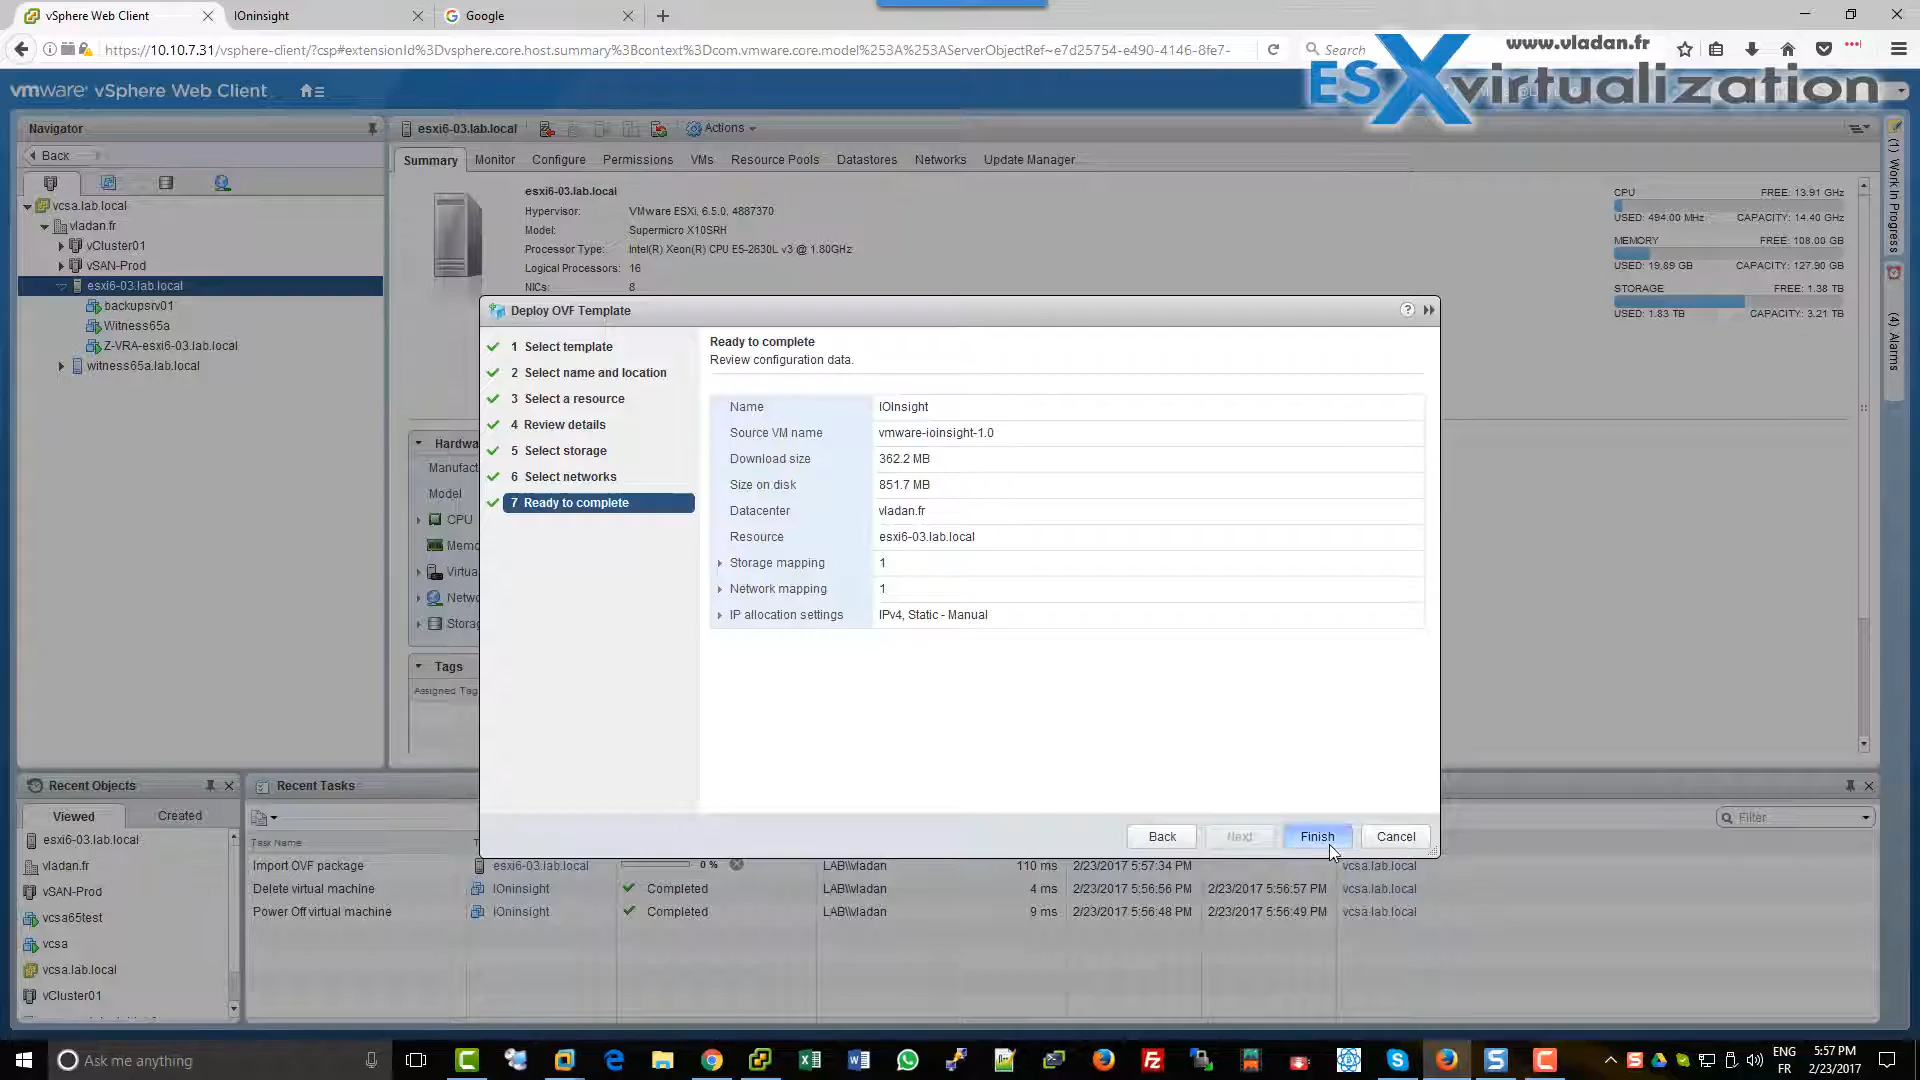 vSphere Web Client
IOninsight
Google
https://10.10.7.31/vsphere-client/?csp#extensionId%3Dvsphere.core.host.summary%3Bcontext%3Dcom.vmware.core.model%253A%253AServerObjectRef~e7d25754-e490-4146-8fe7-
Search
www.vladan.fr
ESXvirtualization
vmware® vSphere Web Client
Navigator
Back
vcsa.lab.local
vladan.fr
vCluster01
vSAN-Prod
esxi6-03.lab.local
backupsrv01
Witness65a
Z-VRA-esxi6-03.lab.local
witness65a.lab.local
esxi6-03.lab.local
Actions
Summary
Monitor
Configure
Permissions
VMs
Resource Pools
Datastores
Networks
Update Manager
esxi6-03.lab.local
Hypervisor: VMware ESXi, 6.5.0, 4887370
Model: Supermicro X10SRH
Processor Type: Intel(R) Xeon(R) CPU E5-2630L v3 @ 1.80GHz
Logical Processors: 16
NICs: 8
CPU FREE: 13.91 GHz
USED: 494.00 MHz CAPACITY: 14.40 GHz
MEMORY FREE: 108.00 GB
USED: 19.89 GB CAPACITY: 127.90 GB
STORAGE FREE: 1.38 TB
USED: 1.83 TB CAPACITY: 3.21 TB
(1) Work In Progress
(4) Alarms
Hardwa
Manufact
Model
CPU
Memo
Virtua
Netwo
Storag
Tags
Assigned Tag
Deploy OVF Template
1 Select template
2 Select name and location
3 Select a resource
4 Review details
5 Select storage
6 Select networks
7 Ready to complete
Ready to complete
Review configuration data.
Name IOInsight
Source VM name vmware-ioinsight-1.0
Download size 362.2 MB
Size on disk 851.7 MB
Datacenter vladan.fr
Resource esxi6-03.lab.local
Storage mapping 1
Network mapping 1
IP allocation settings IPv4, Static - Manual
Back
Next
Finish
Cancel
Recent Objects
Viewed
Created
esxi6-03.lab.local
vladan.fr
vSAN-Prod
vcsa65test
vcsa
vcsa.lab.local
vCluster01
Recent Tasks
Filter
Task Name
Import OVF package esxi6-03.lab.local 0 % LAB\\vladan 110 ms 2/23/2017 5:57:34 PM vcsa.lab.local
Delete virtual machine IOninsight Completed LAB\\vladan 4 ms 2/23/2017 5:56:56 PM 2/23/2017 5:56:57 PM vcsa.lab.local
Power Off virtual machine IOninsight Completed LAB\\vladan 9 ms 2/23/2017 5:56:48 PM 2/23/2017 5:56:49 PM vcsa.lab.local
Ask me anything
ENG
FR
5:57 PM
2/23/2017